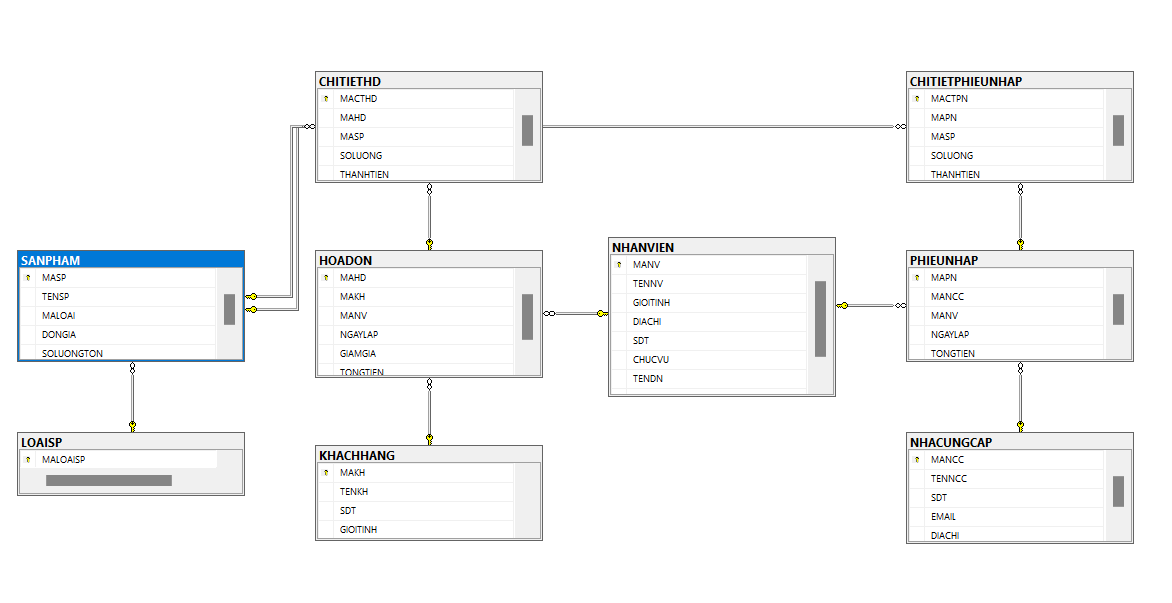 CHITIETHD
MACTHD
MAHD
MASP
SOLUONG
THANHTIEN
CHITIETPHIEUNHAP
MACTPN
MAPN
MASP
SOLUONG
THANHTIEN
SANPHAM
MASP
TENSP
MALOAI
DONGIA
SOLUONGTON
HOADON
MAHD
MAKH
MANV
NGAYLAP
GIAMGIA
TONGTIEN
NHANVIEN
MANV
TENNV
GIOITINH
DIACHI
SDT
CHUCVU
TENDN
PHIEUNHAP
MAPN
MANCC
MANV
NGAYLAP
TONGTIEN
LOAISP
MALOAISP
KHACHHANG
MAKH
TENKH
SDT
GIOITINH
NHACUNGCAP
MANCC
TENNCC
SDT
EMAIL
DIACHI